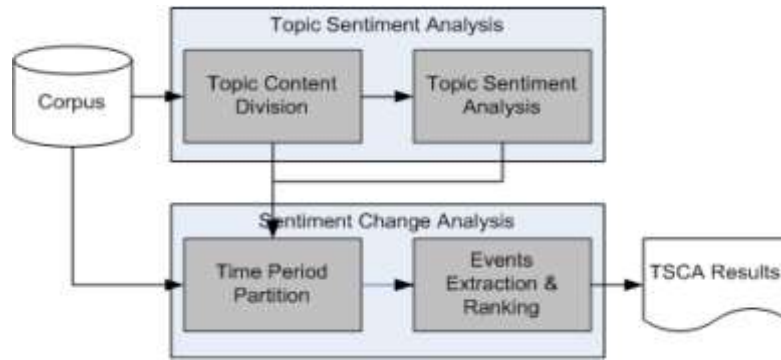 Topic Sentiment Analysis
Corpus
Topic Content
Division
Topic Sentiment
Analysis
Sentiment Change Analysis
Time Period
Partition
Events
Extraction &
Ranking
TSCA Results